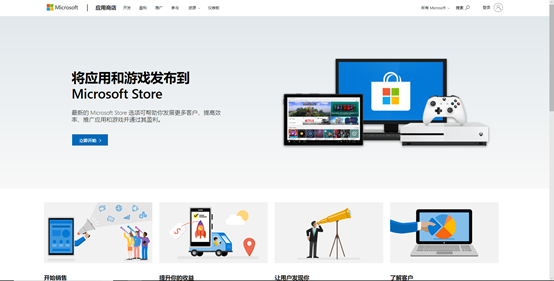 Microsoft 应用商店 开发 盈利 推广 参与 资源 仪表板 所有 Microsoft 搜索 登录
将应用和游戏发布到
Microsoft Store
最新的 Microsoft Store 选项可帮助你发展更多客户、提高效
率、推广应用和游戏并通过其盈利。
立即开始
开始销售 提升你的收益 让用户发现你 了解客户